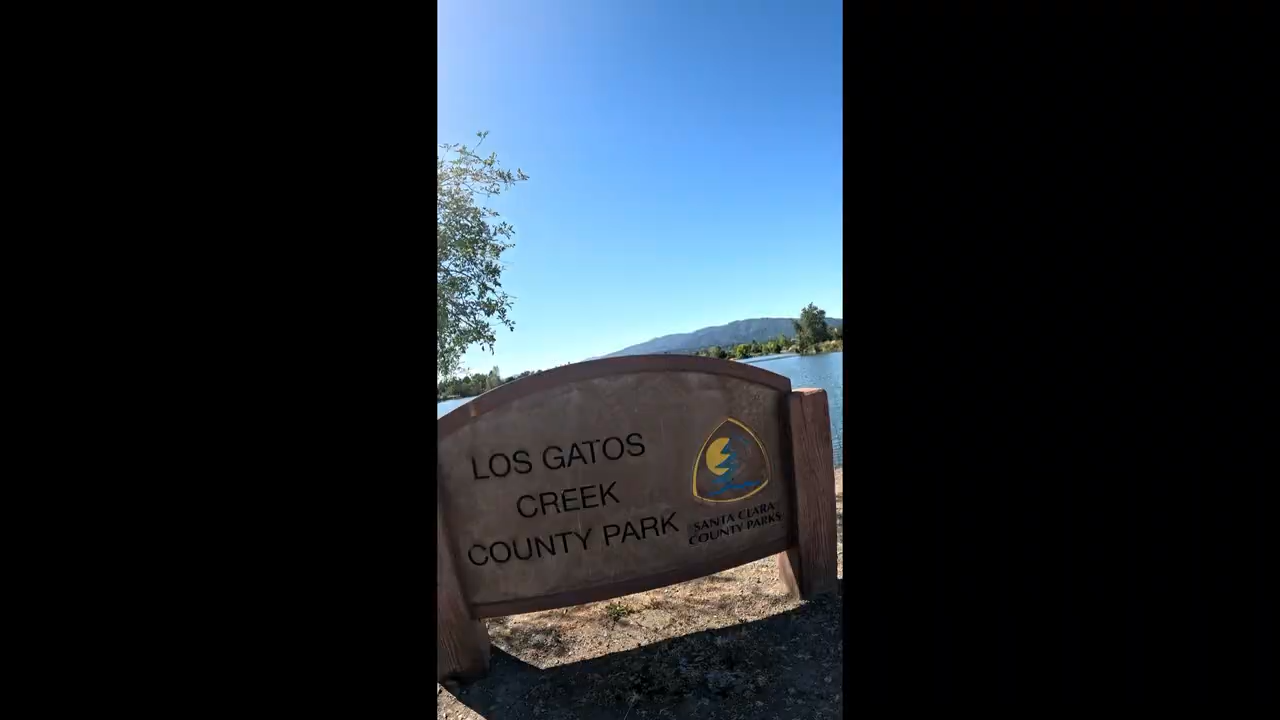 LOS GATOS
CREEK
COUNTY PARK
SANTA CLARA
COUNTY PARKS